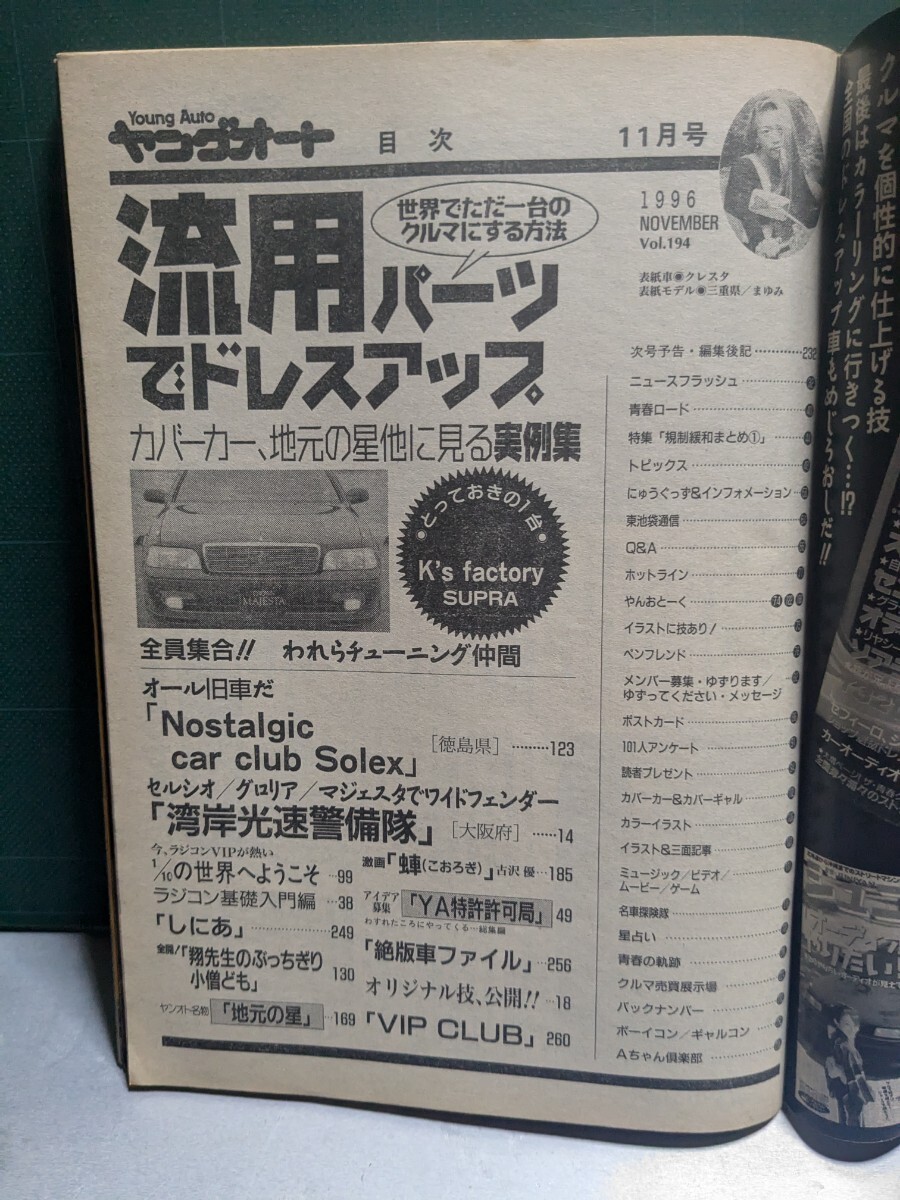 Young Auto
ヤングオート
目次
11月号
1996
NOVEMBER
Vol.194
表紙車◉クレスタ
表紙モデル◉三重県／まゆみ
世界でただ一台の
クルマにする方法
流用パーツ
でドレスアップ。
カバーカー、地元の星他に見る実例集
MAJESTA
・とっておきの1台・
K's factory
SUPRA
全員集合!! われらチューニング仲間
オール旧車だ
「Nostalgic
car club Solex」[徳島県]………123
セルシオ／グロリア／マジェスタでワイドフェンダー
「湾岸光速警備隊」[大阪府]……14
今、ラジコンVIPが熱い
1/10の世界へようこそ…99
ラジコン基礎入門編…38
「しにあ」………………249
全開!「翔先生のぶっちぎり
小僧ども」130
ヤンオト名物「地元の星」…169
激画「蟀(こおろぎ)」古沢 優…185
アイデア
募集「YA特許許可局」49
わすれたころにやってくる…総集編
「絶版車ファイル」…256
オリジナル技、公開!!…18
「VIP CLUB」260
次号予告・編集後記…………232
ニュースフラッシュ
青春ロード
特集「規制緩和まとめ①」
トピックス
にゅうぐっず&インフォメーション
東池袋通信
Q&A
ホットライン
やんおとーく
イラストに技あり!
ペンフレンド
メンバー募集・ゆずります／
ゆずってください・メッセージ
ポストカード
101人アンケート
読者プレゼント
カバーカー&カバーギャル
カラーイラスト
イラスト&三面記事
ミュージック／ビデオ／
ムービー／ゲーム
名車探険隊
星占い
青春の軌跡
クルマ売買展示場
バックナンバー
ボーイコン／ギャルコン
Aちゃん倶楽部
クルマを個性的に仕上げる技
最後はカラーリングに行きつく…!?
全国のドレスアップ車もめじろおしだ!!